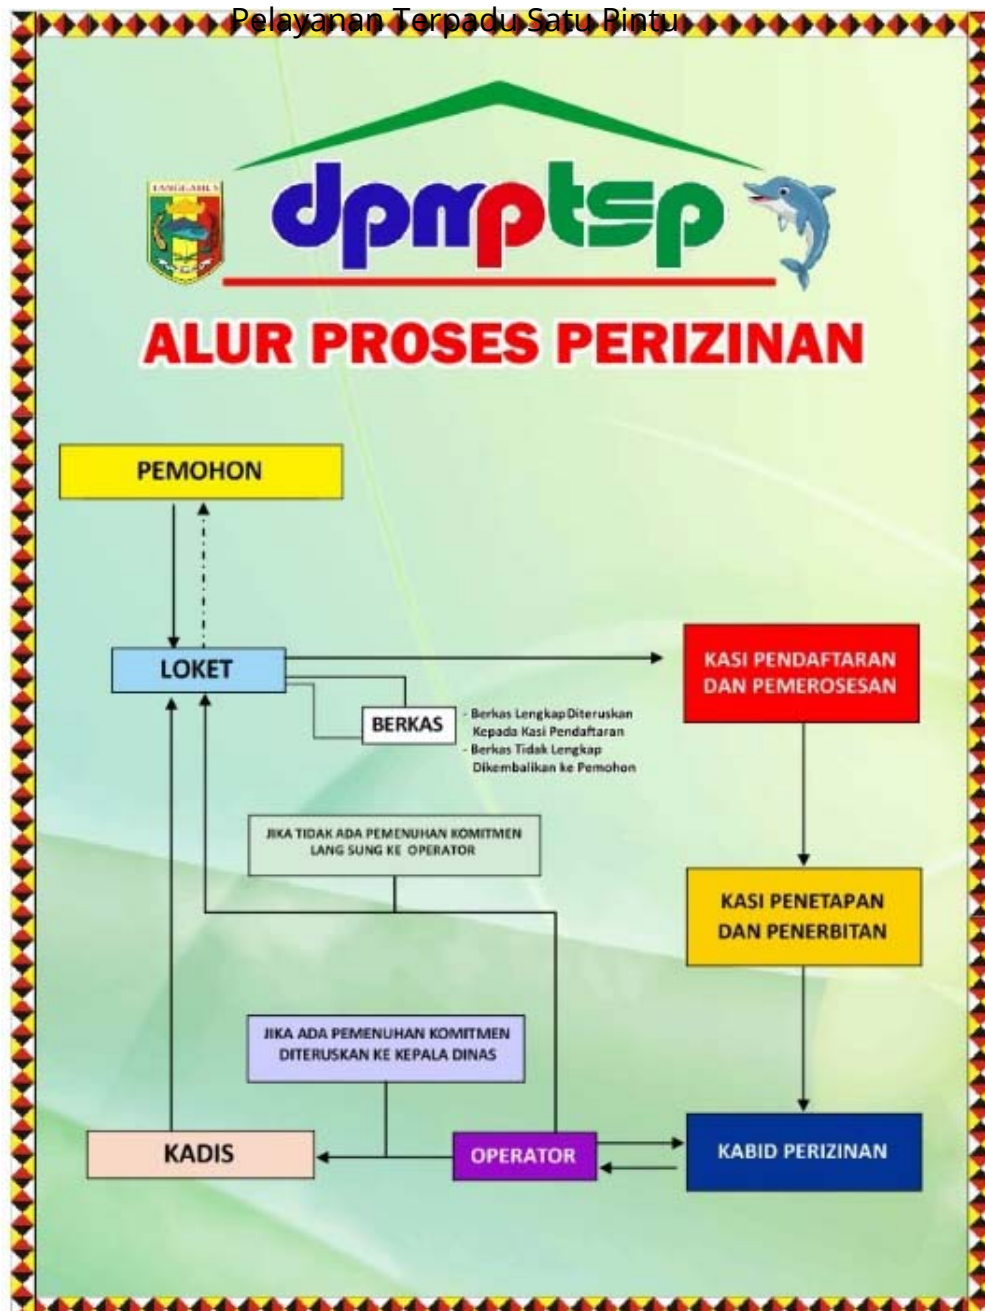 Pelayanan Terpadu Satu Pintu
TANGGAMUS
dpmptsp
ALUR PROSES PERIZINAN
PEMOHON
LOKET
KASI PENDAFTARAN
DAN PEMEROSESAN
BERKAS
- Berkas Lengkap Diteruskan
Kepada Kasi Pendaftaran
- Berkas Tidak Lengkap
Dikembalikan ke Pemohon
JIKA TIDAK ADA PEMENUHAN KOMITMEN
LANG SUNG KE OPERATOR
KASI PENETAPAN
DAN PENERBITAN
JIKA ADA PEMENUHAN KOMITMEN
DITERUSKAN KE KEPALA DINAS
KADIS
OPERATOR
KABID PERIZINAN